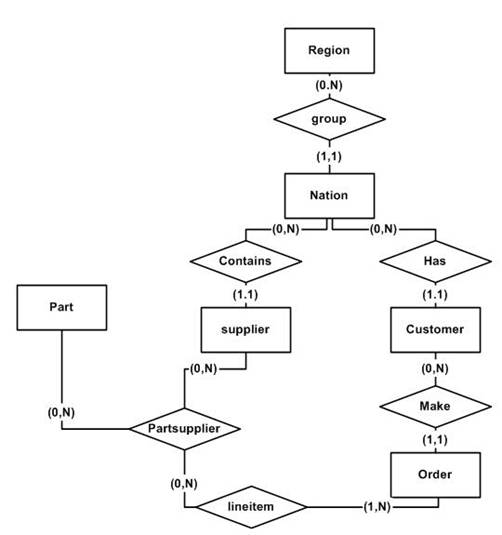 Region
(0.N)
group
(1,1)
Nation
(0,N)
(0,N)
Contains
Has
(1.1)
(1.1)
Part
supplier
Customer
(0,N)
(0,N)
(0,N)
Make
Partsupplier
(1,1)
Order
(0,N)
lineitem
(1,N)